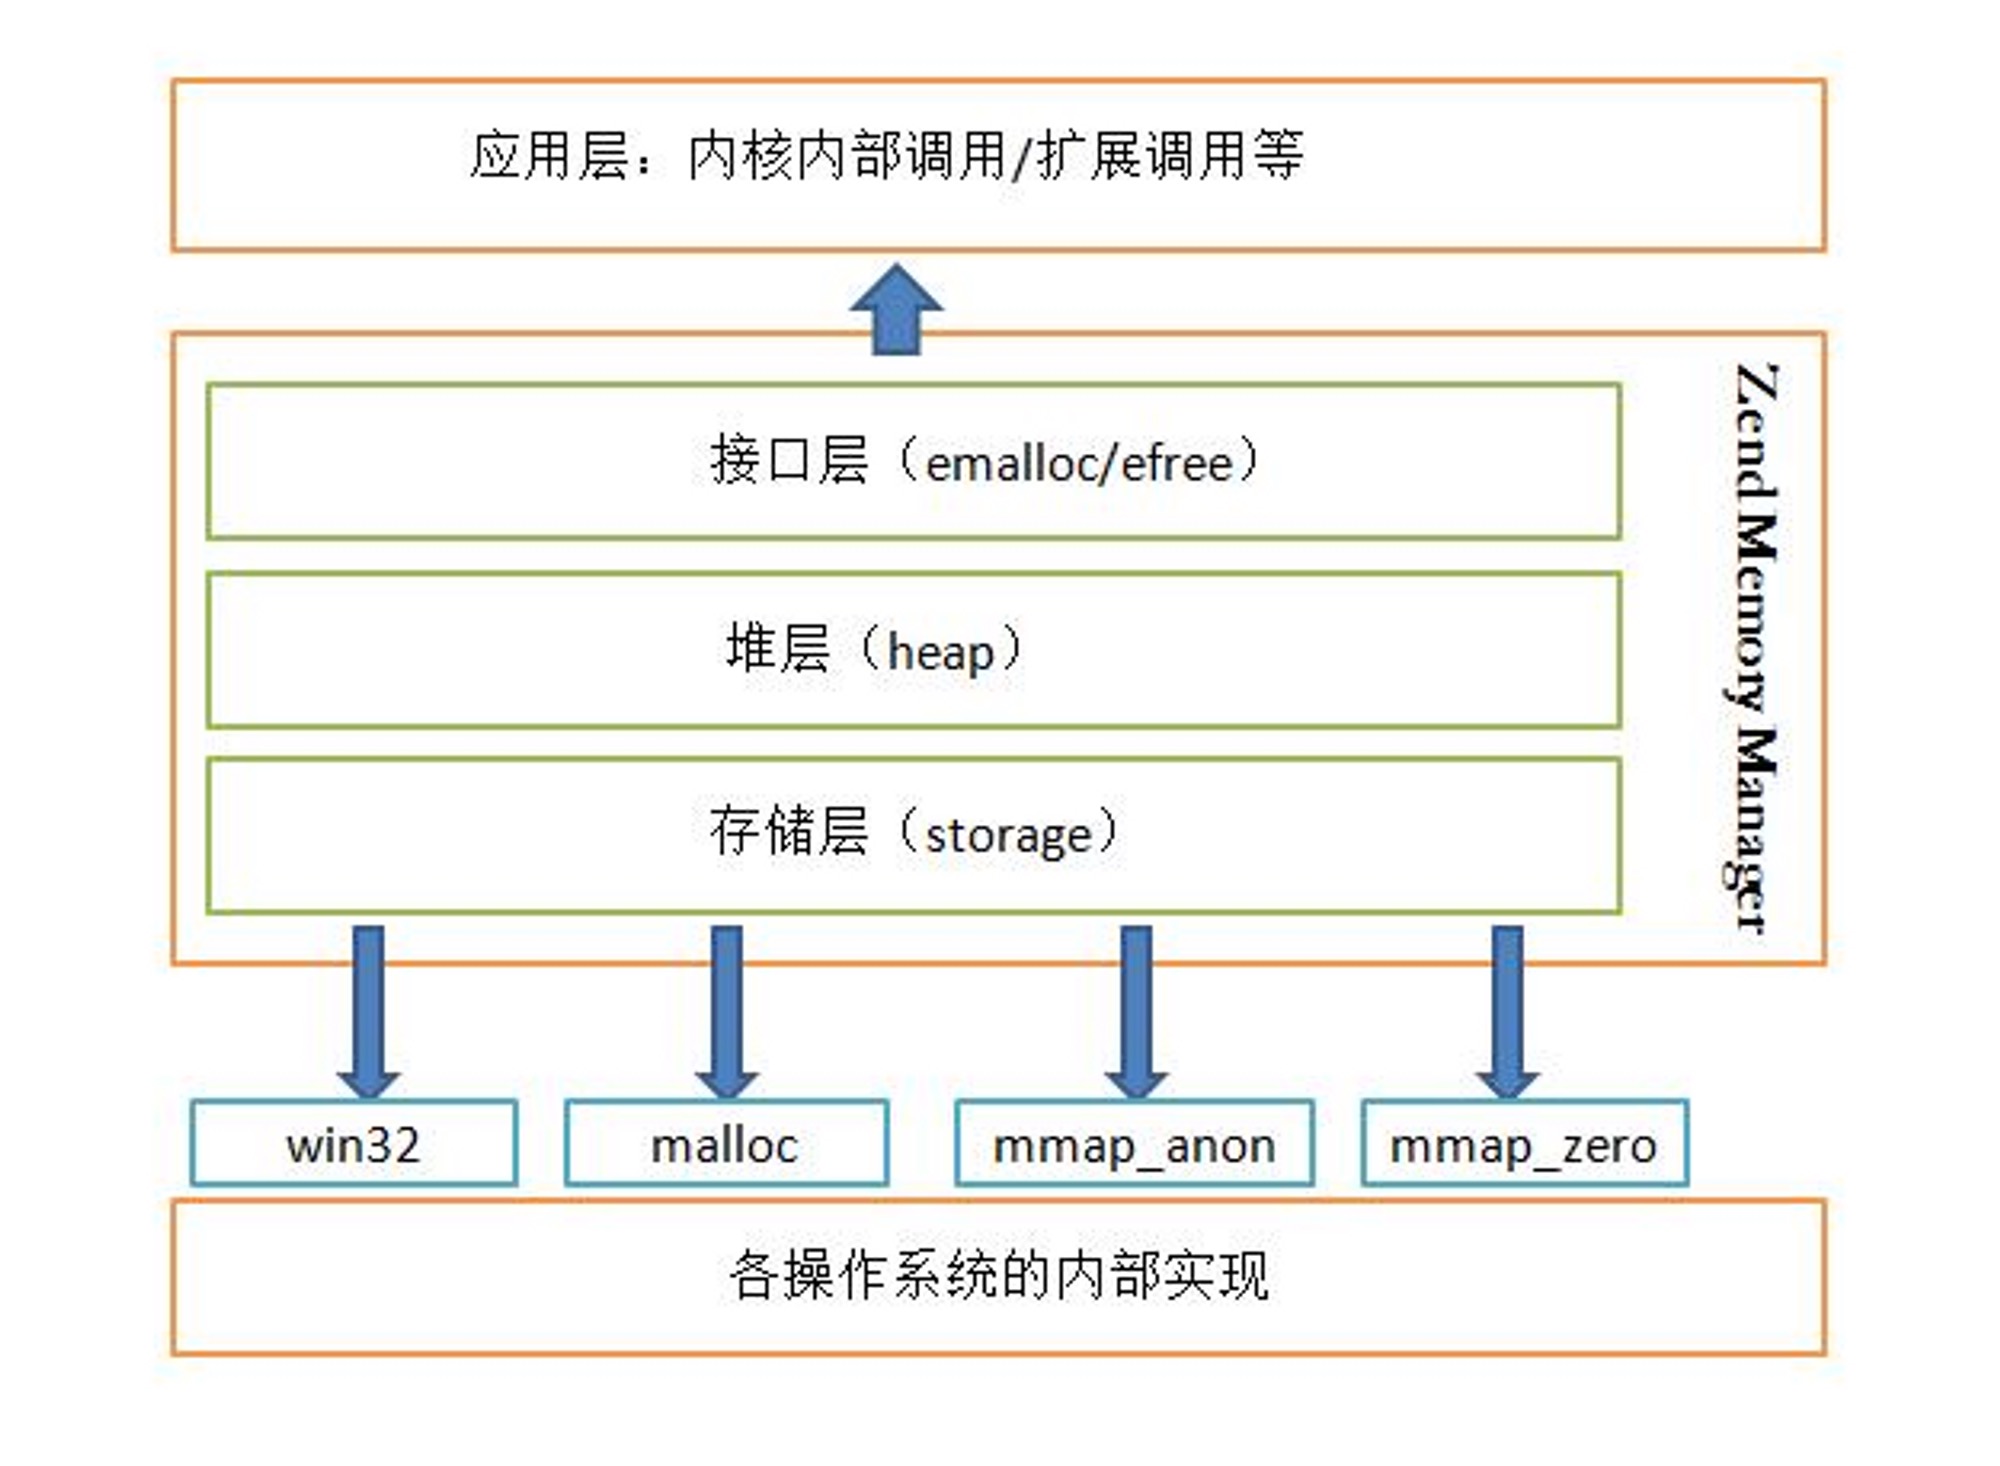 应用层：内核内部调用/扩展调用等
接口层（emalloc/efree）
堆层（heap）
存储层（storage）
Zend Memory Manager
win32
malloc
mmap_anon
mmap_zero
各操作系统的内部实现